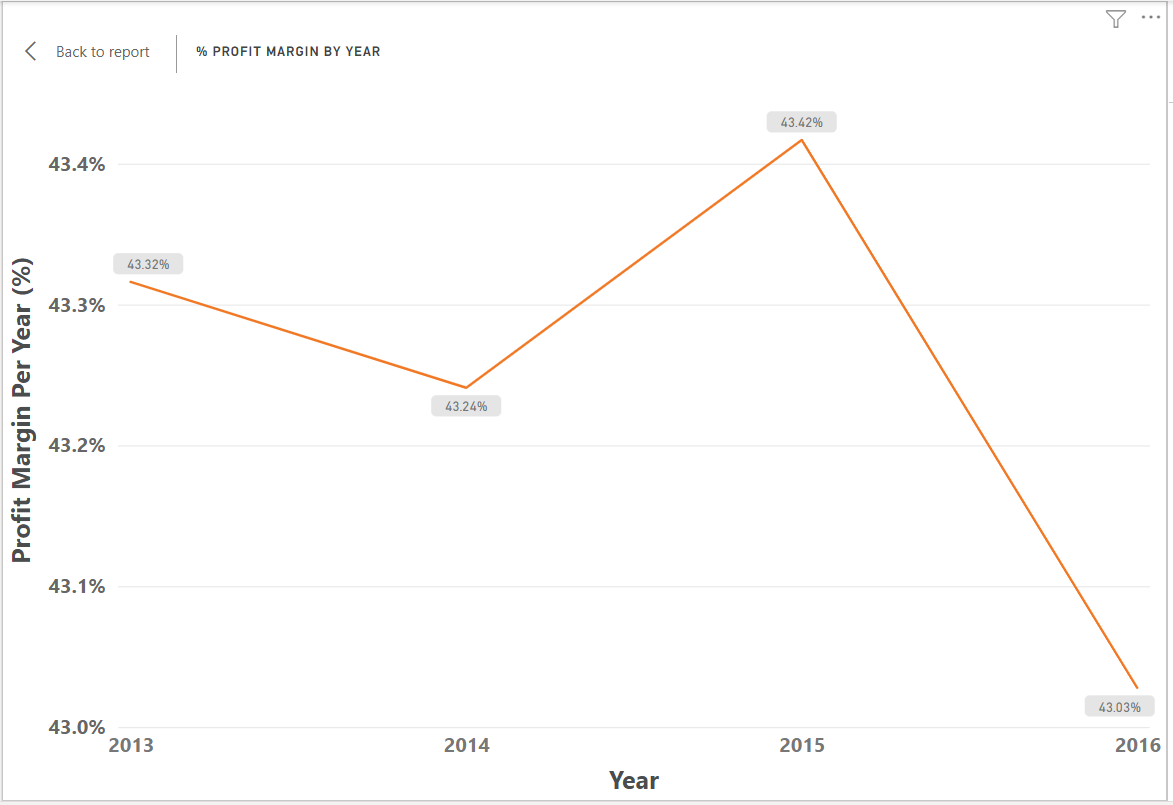 Back to report
% PROFIT MARGIN BY YEAR
43.42%
43.4%
43.32%
43.3%
43.24%
43.2%
43.1%
43.03%
43.0%
Profit Margin Per Year (%)
2013 2014 2015 2016
Year